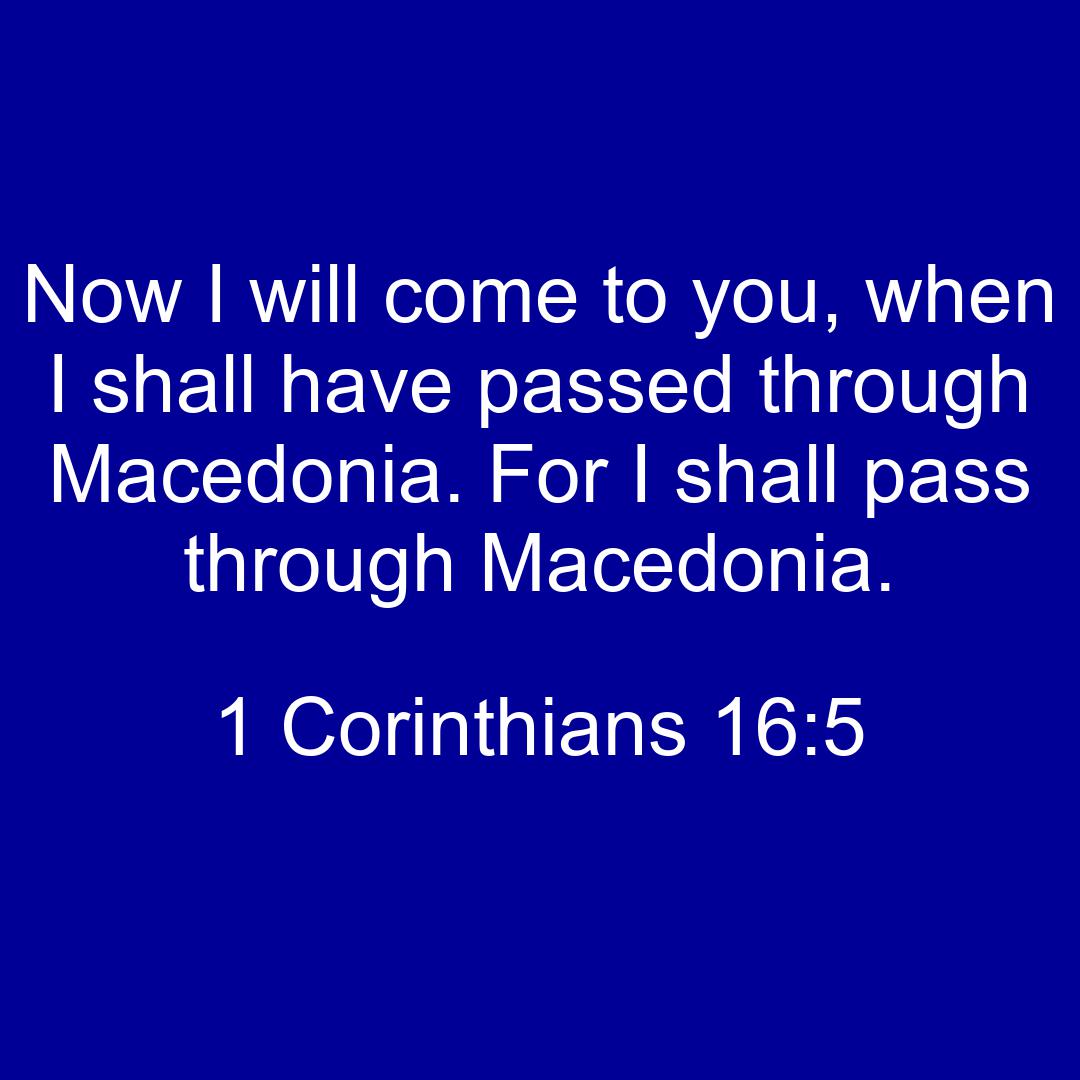 Now I will come to you, when
I shall have passed through
Macedonia. For I shall pass
through Macedonia.
1 Corinthians 16:5